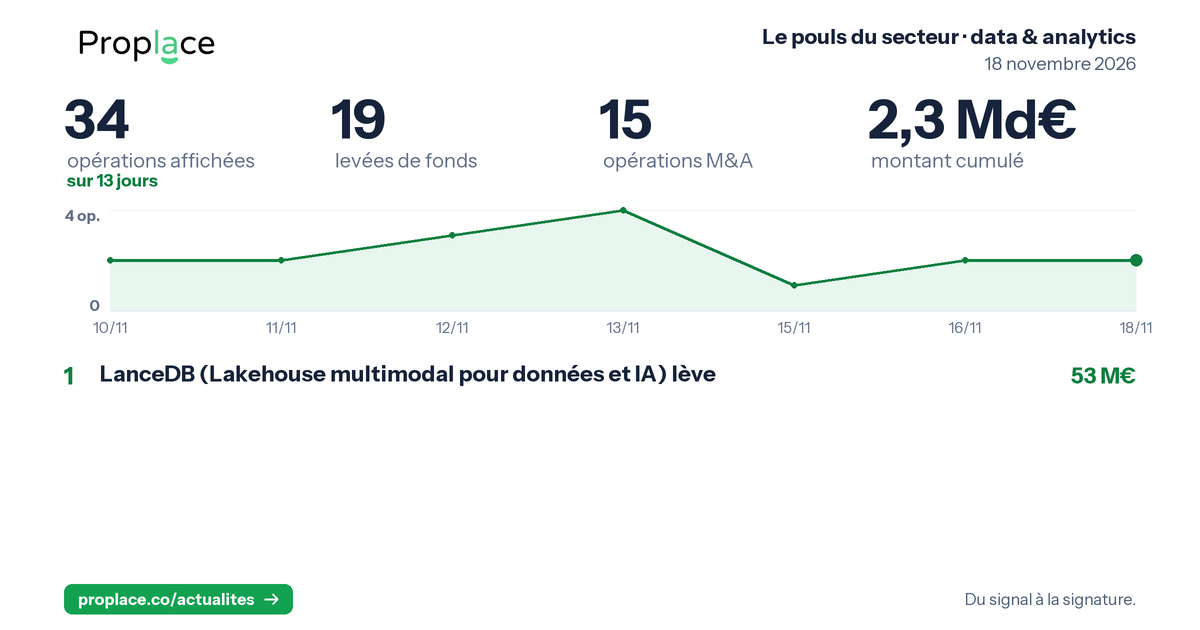 Proplace
Le pouls du secteur · data & analytics
18 novembre 2026
34
opérations affichées
sur 13 jours
19
levées de fonds
15
opérations M&A
2,3 Md€
montant cumulé
4 op.
0
10/11 11/11 12/11 13/11 15/11 16/11 18/11
1 LanceDB (Lakehouse multimodal pour données et IA) lève 53 M€
proplace.co/actualites →
Du signal à la signature.